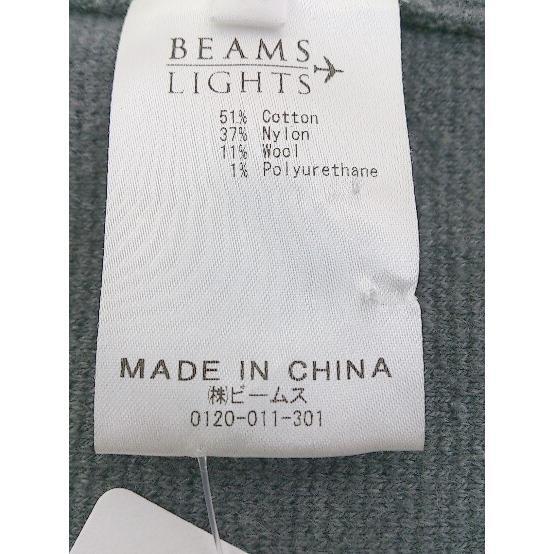 BEAMS
LIGHTS
51% Cotton
37% Nylon
11% Wool
1% Polyurethane
MADE IN CHINA
㈱ビームス
0120-011-301